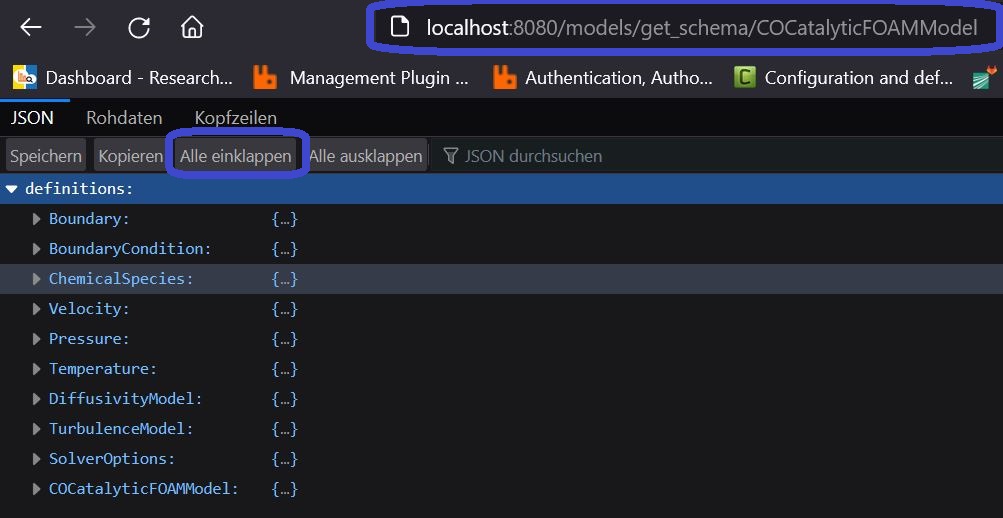 localhost:8080/models/get_schema/COCatalyticFOAMModel
Dashboard - Research... Management Plugin ... Authentication, Autho... C Configuration and def...
JSON Rohdaten Kopfzeilen
Speichern Kopieren Alle einklappen Alle ausklappen JSON durchsuchen
definitions:
Boundary: {…}
BoundaryCondition: {…}
ChemicalSpecies: {…}
Velocity: {…}
Pressure: {…}
Temperature: {…}
DiffusivityModel: {…}
TurbulenceModel: {…}
SolverOptions: {…}
COCatalyticFOAMModel: {…}